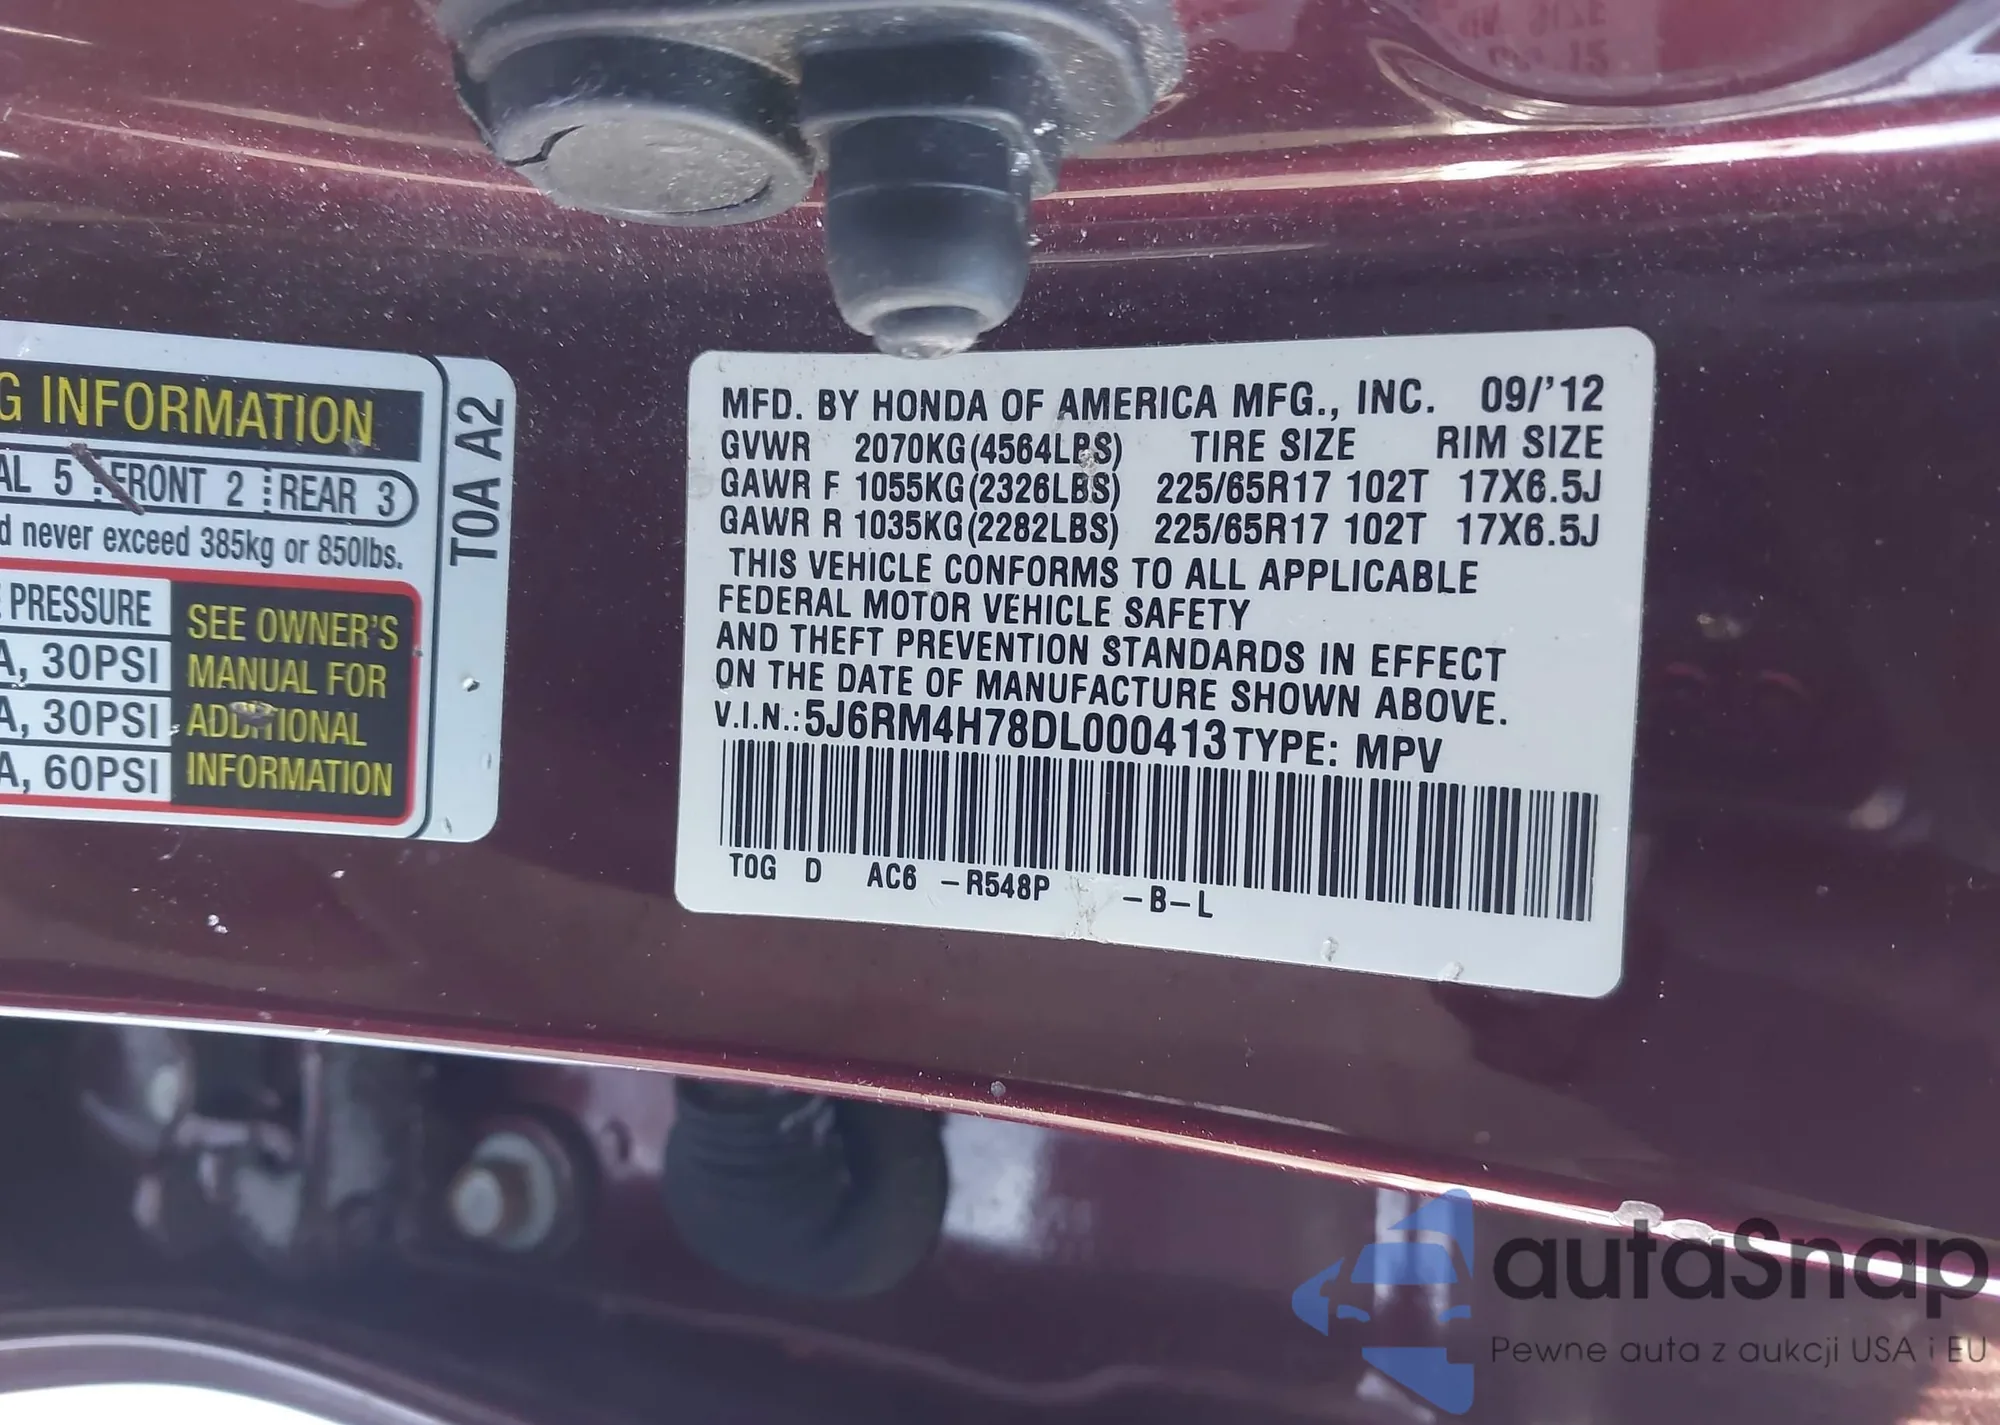 G INFORMATION
AL 5 FRONT 2 REAR 3
d never exceed 385kg or 850lbs.
PRESSURE
A, 30PSI
A, 30PSI
A, 60PSI
SEE OWNER'S
MANUAL FOR
ADDITIONAL
INFORMATION
T0A A2
MFD. BY HONDA OF AMERICA MFG., INC. 09/'12
GVWR 2070KG(4564LBS) TIRE SIZE RIM SIZE
GAWR F 1055KG(2326LBS) 225/65R17 102T 17X6.5J
GAWR R 1035KG(2282LBS) 225/65R17 102T 17X6.5J
THIS VEHICLE CONFORMS TO ALL APPLICABLE
FEDERAL MOTOR VEHICLE SAFETY
AND THEFT PREVENTION STANDARDS IN EFFECT
ON THE DATE OF MANUFACTURE SHOWN ABOVE.
V.I.N.: 5J6RM4H78DL000413 TYPE: MPV
T0G D AC6 -R548P -B-L
autaSnap
Pewne auta z aukcji USA i EU